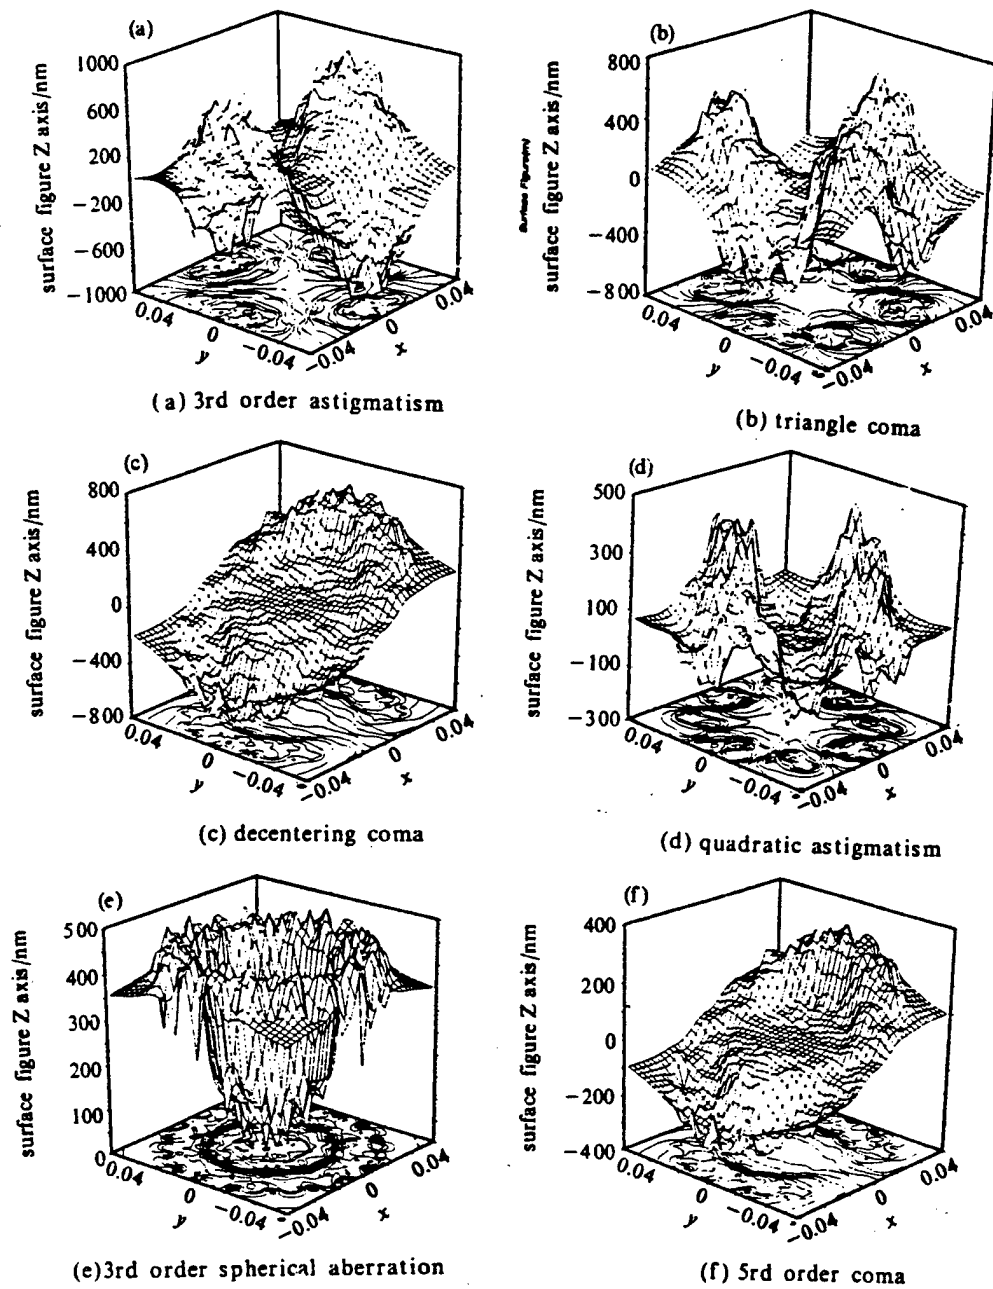 (a)
surface figure Z axis/nm
1000
600
200
0
−200
−600
−1000
0.04
0
−0.04
y
−0.04
0
0.04
x
(a) 3rd order astigmatism
(b)
Surface Figure(m)
surface figure Z axis/nm
800
400
0
−400
−800
0.04
0
−0.04
y
−0.04
0
0.04
x
(b) triangle coma
(c)
surface figure Z axis/nm
800
400
0
−400
−800
0.04
0
−0.04
y
−0.04
0
0.04
x
(c) decentering coma
(d)
surface figure Z axis/nm
500
300
100
−100
−300
0.04
0
−0.04
y
−0.04
0
0.04
x
(d) quadratic astigmatism
(e)
surface figure Z axis/nm
500
400
300
200
100
0
0.04
0
−0.04
y
−0.04
0
0.04
x
(e)3rd order spherical aberration
(f)
surface figure Z axis/nm
400
200
0
−200
−400
0.04
0
−0.04
y
−0.04
0
0.04
x
(f) 5rd order coma